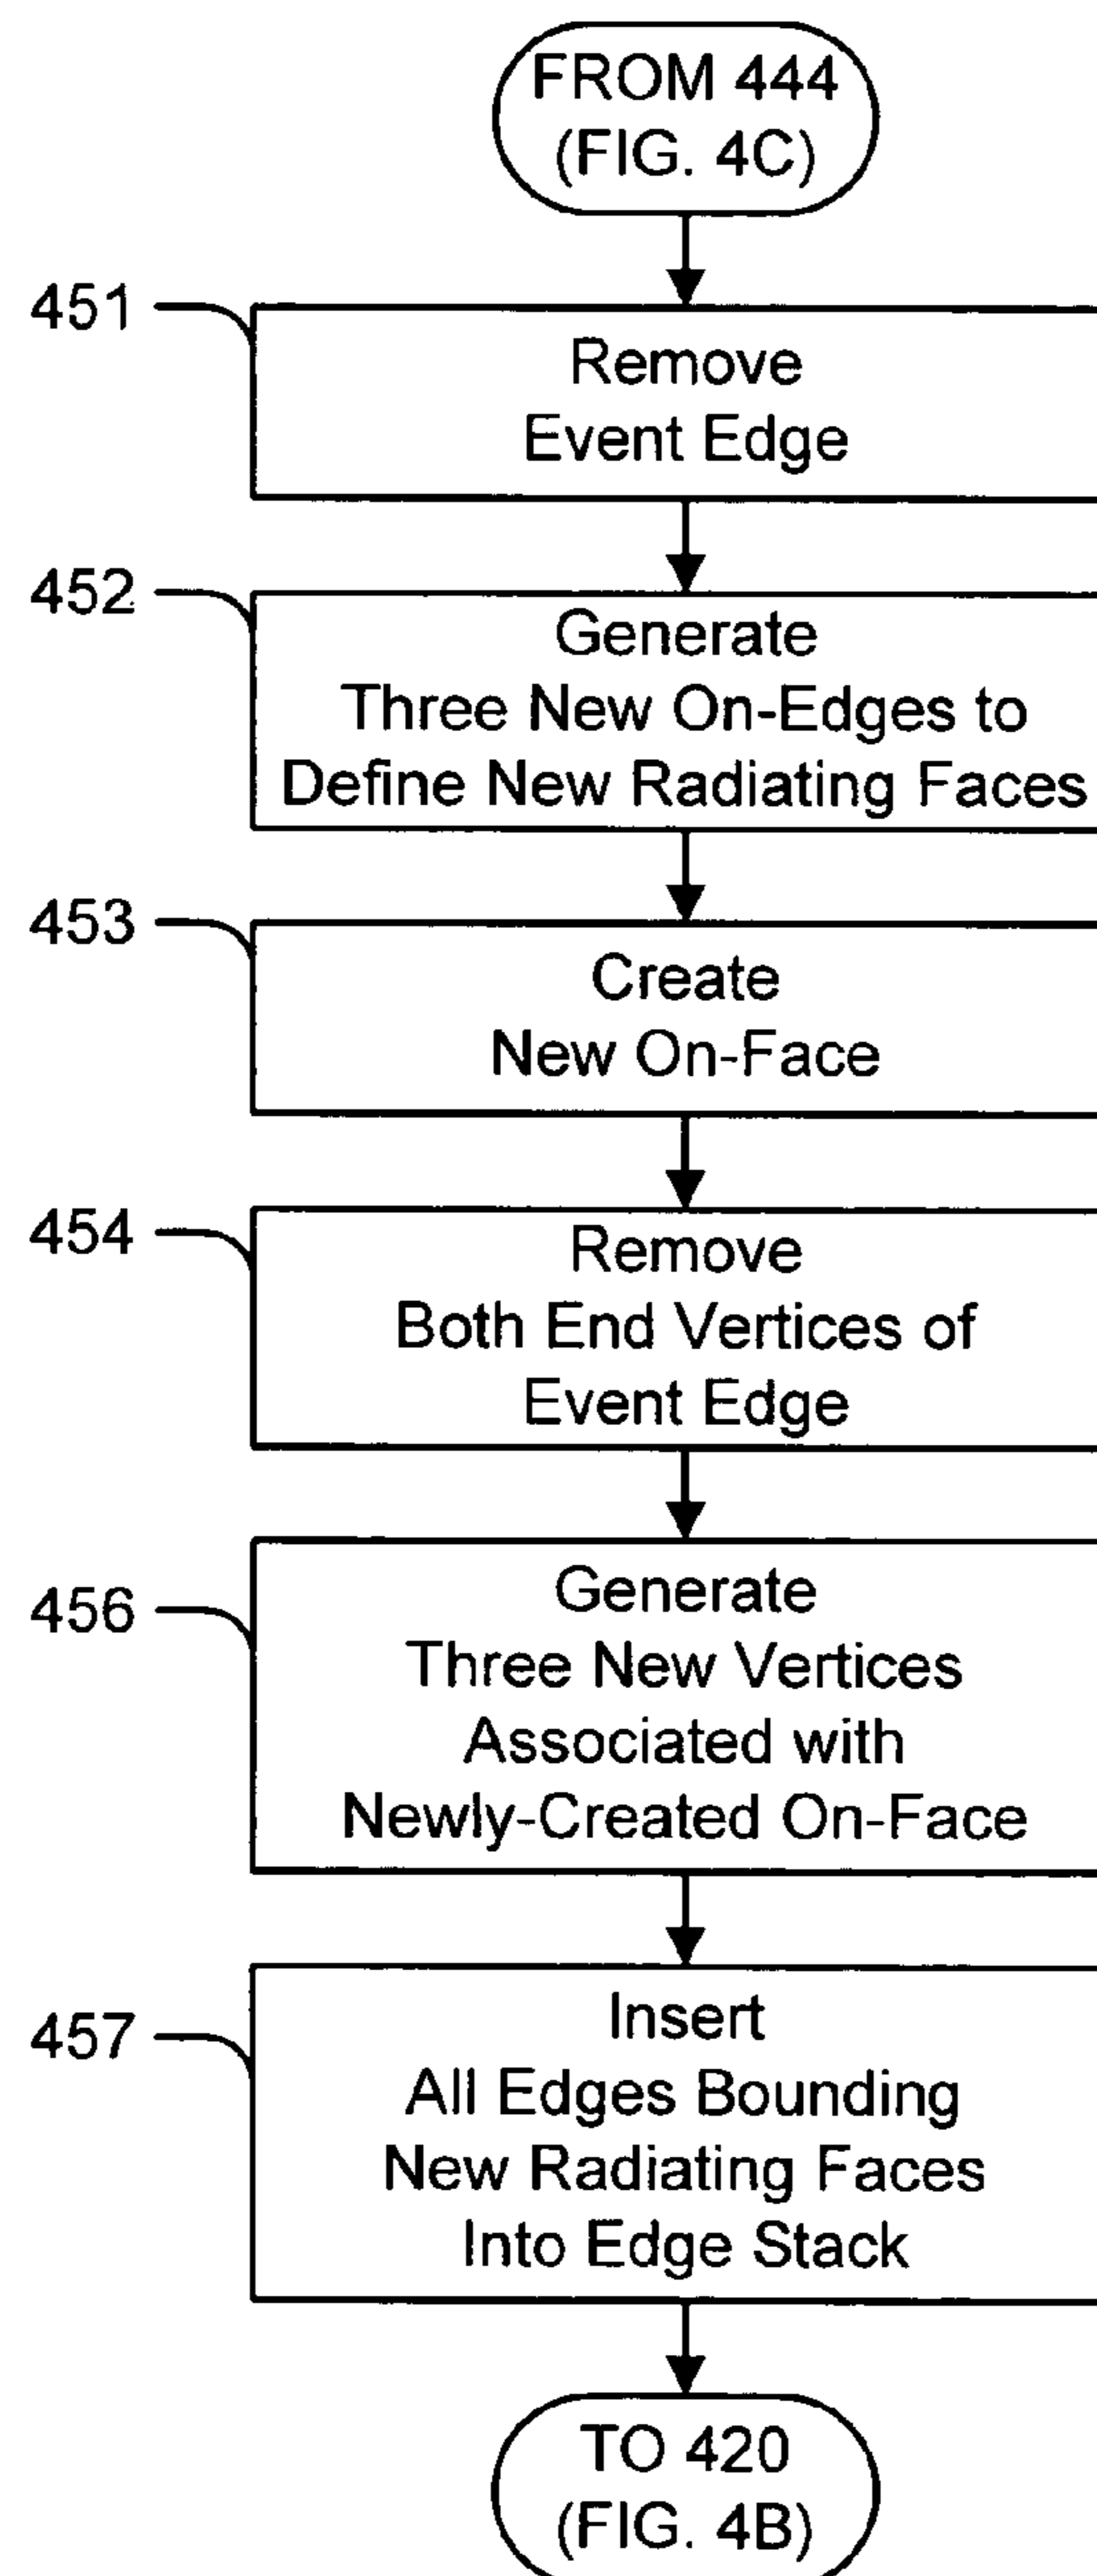 FROM 444
(FIG. 4C)
451
Remove
Event Edge
452
Generate
Three New On-Edges to
Define New Radiating Faces
453
Create
New On-Face
454
Remove
Both End Vertices of
Event Edge
456
Generate
Three New Vertices
Associated with
Newly-Created On-Face
457
Insert
All Edges Bounding
New Radiating Faces
Into Edge Stack
TO 420
(FIG. 4B)